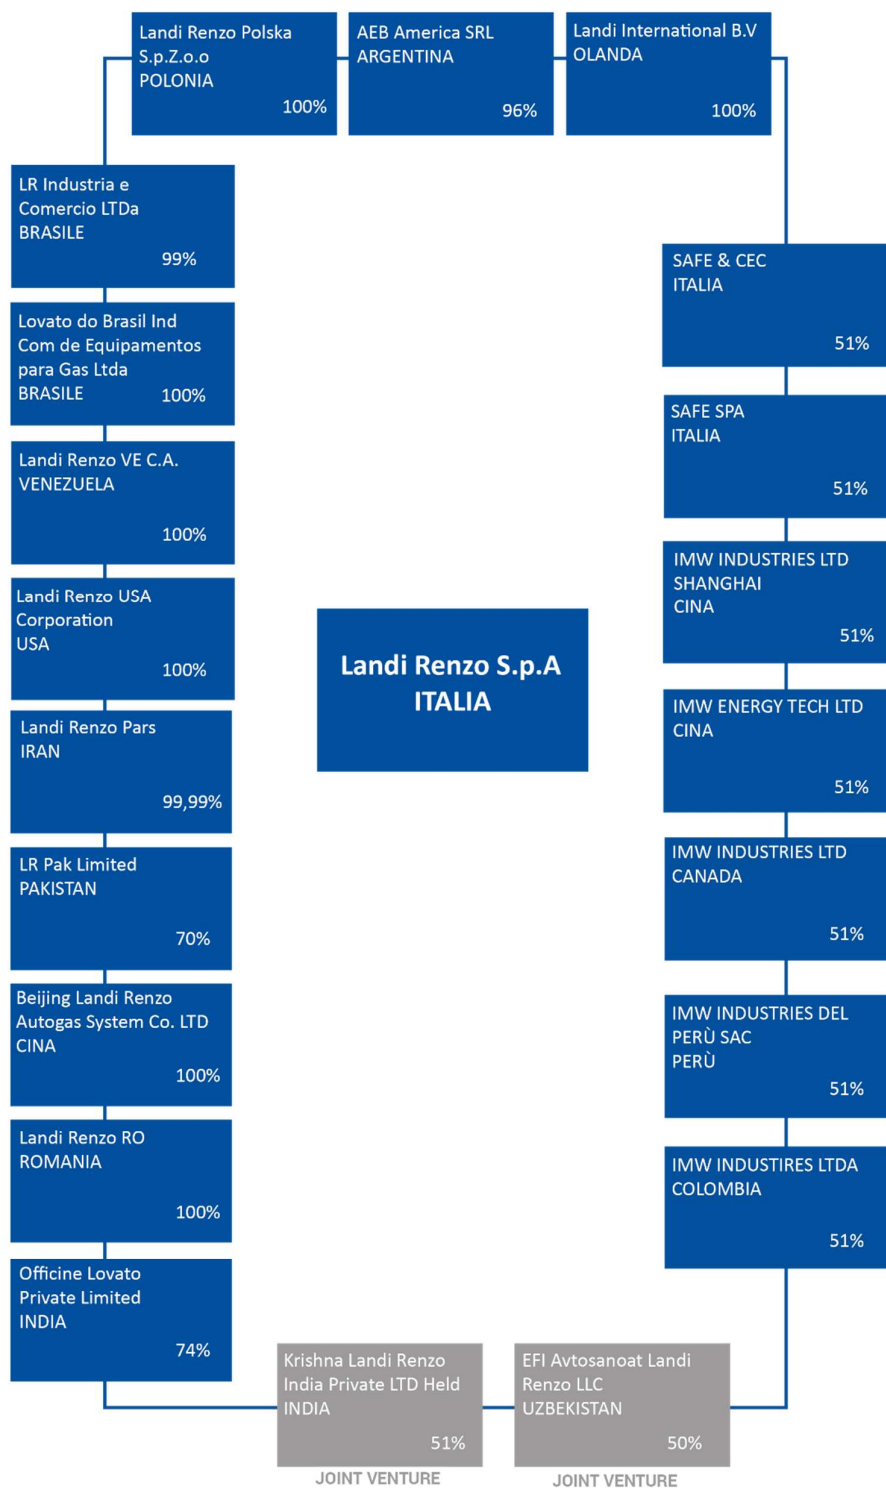 Landi Renzo Polska
S.p.Z.o.o
POLONIA
100%
AEB America SRL
ARGENTINA
96%
Landi International B.V
OLANDA
100%
LR Industria e
Comercio LTDa
BRASILE
99%
Lovato do Brasil Ind
Com de Equipamentos
para Gas Ltda
BRASILE
100%
Landi Renzo VE C.A.
VENEZUELA
100%
Landi Renzo USA
Corporation
USA
100%
Landi Renzo Pars
IRAN
99,99%
LR Pak Limited
PAKISTAN
70%
Beijing Landi Renzo
Autogas System Co. LTD
CINA
100%
Landi Renzo RO
ROMANIA
100%
Officine Lovato
Private Limited
INDIA
74%
Landi Renzo S.p.A
ITALIA
SAFE & CEC
ITALIA
51%
SAFE SPA
ITALIA
51%
IMW INDUSTRIES LTD
SHANGHAI
CINA
51%
IMW ENERGY TECH LTD
CINA
51%
IMW INDUSTRIES LTD
CANADA
51%
IMW INDUSTRIES DEL
PERÙ SAC
PERÙ
51%
IMW INDUSTIRES LTDA
COLOMBIA
51%
Krishna Landi Renzo
India Private LTD Held
INDIA
51%
JOINT VENTURE
EFI Avtosanoat Landi
Renzo LLC
UZBEKISTAN
50%
JOINT VENTURE